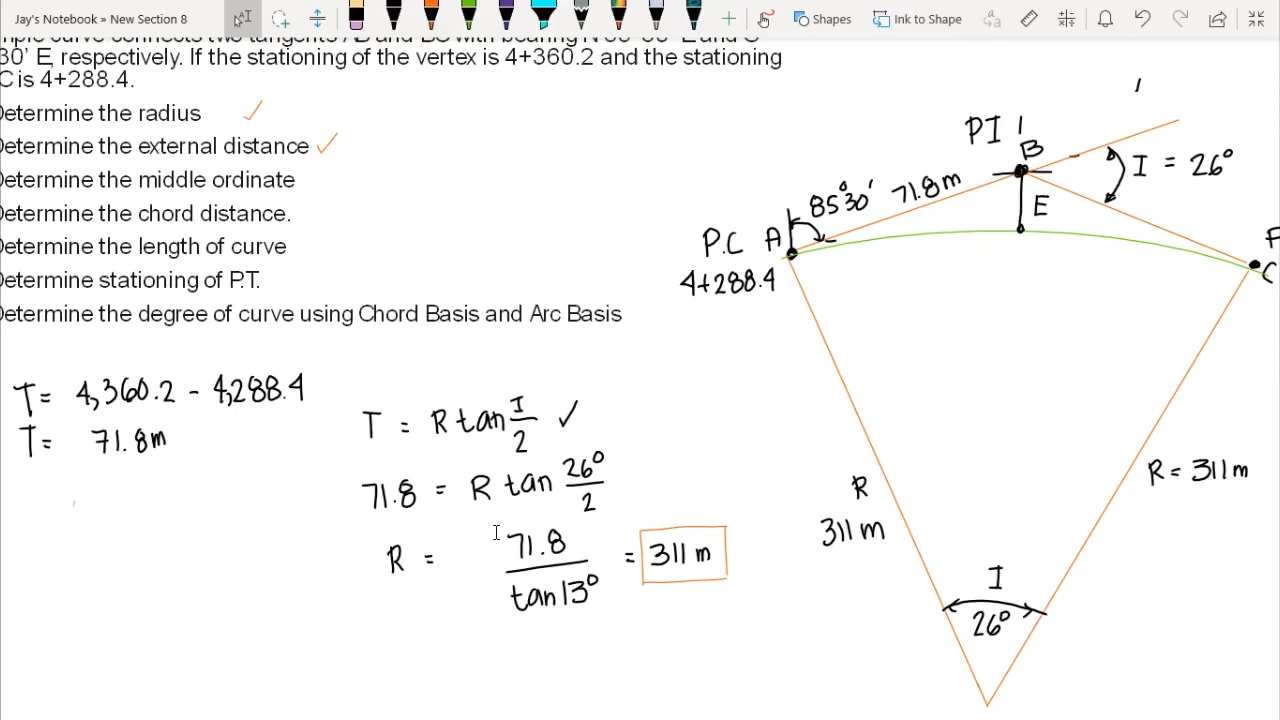 Jay's Notebook » New Section 8
Shapes
Ink to Shape
30' E, respectively. If the stationing of the vertex is 4+360.2 and the stationing
C is 4+288.4.
Determine the radius ✓
Determine the external distance ✓
Determine the middle ordinate
Determine the chord distance.
Determine the length of curve
Determine stationing of P.T.
Determine the degree of curve using Chord Basis and Arc Basis
T= 4,360.2 - 4,288.4
T= 71.8m
T = R tan I/2 ✓
71.8 = R tan 26°/2
R = 71.8/tan13° = 311 m
PI
B
I = 26°
85°30' 71.8m
E
P.C A
4+288.4
C
R
311 m
R = 311 m
I
26°